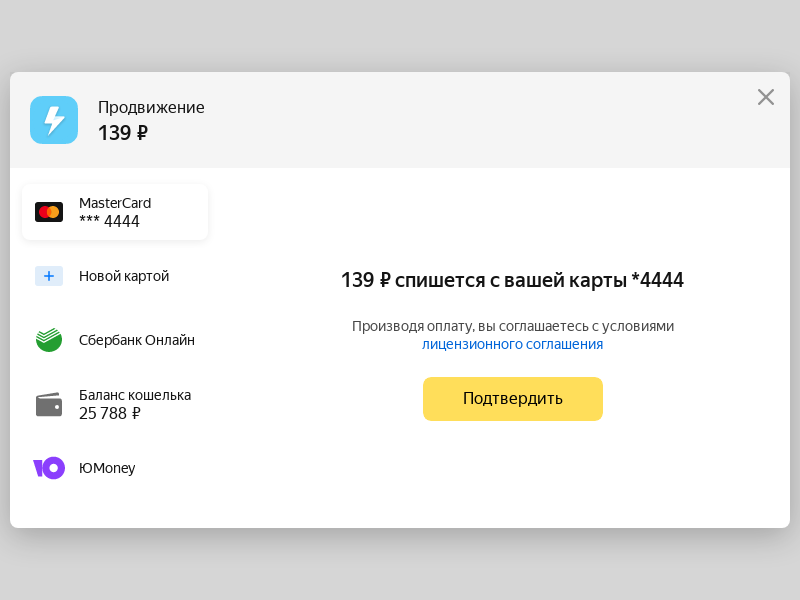 Продвижение
139 ₽
MasterCard
*** 4444
Новой картой
Сбербанк Онлайн
Баланс кошелька
25 788 ₽
ЮMoney
139 ₽ спишется с вашей карты *4444
Производя оплату, вы соглашаетесь с условиями
лицензионного соглашения
Подтвердить